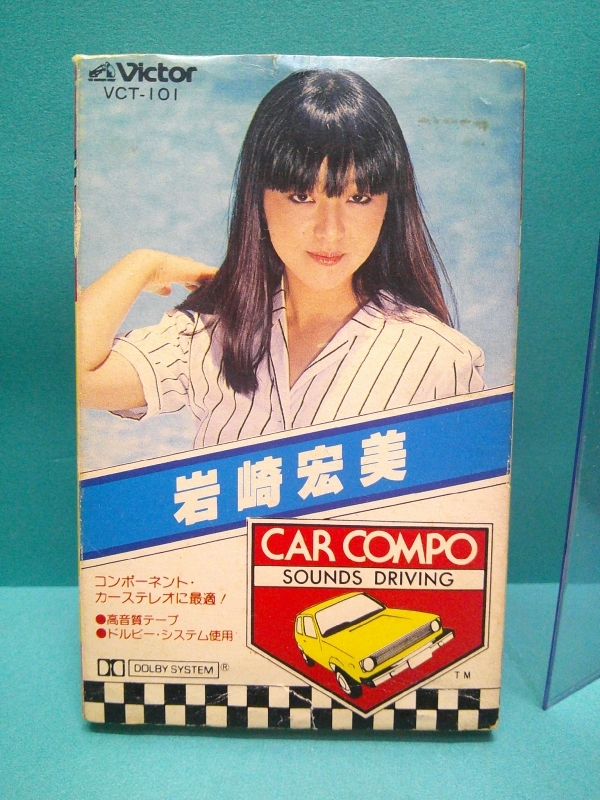 Victor
VCT-101
岩崎宏美
CAR COMPO
SOUNDS DRIVING
コンポーネント・
カーステレオに最適!
●高音質テープ
●ドルビー・システム使用
DOLBY SYSTEM ®
TM